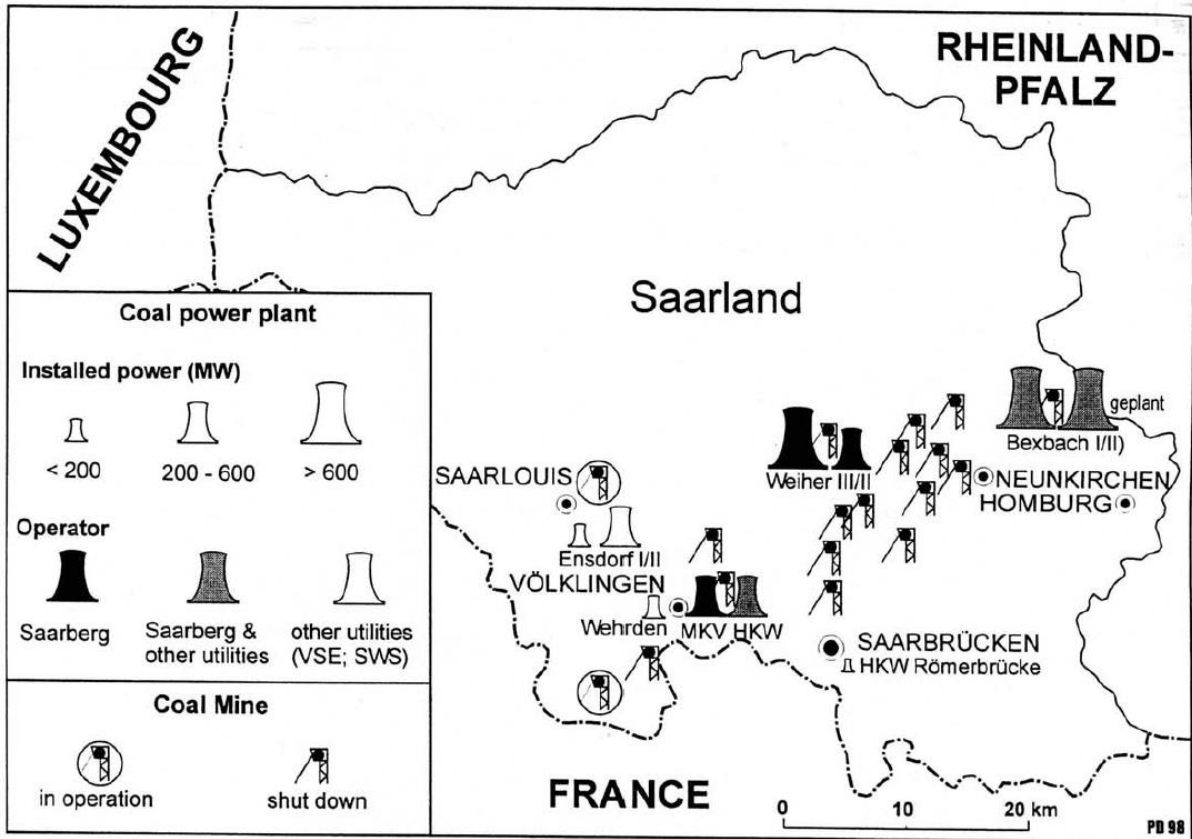 LUXEMBOURG
RHEINLAND-
PFALZ
Saarland
Coal power plant
Installed power (MW)
< 200
200 - 600
> 600
Operator
Saarberg
Saarberg &
other utilities
other utilities
(VSE; SWS)
Coal Mine
in operation
shut down
geplant
Bexbach I/II)
Weiher III/II
NEUNKIRCHEN
HOMBURG
SAARLOUIS
Ensdorf I/II
VÖLKLINGEN
Wehrden
MKV HKW
SAARBRÜCKEN
HKW Römerbrücke
FRANCE
0 10 20 km
PD 98